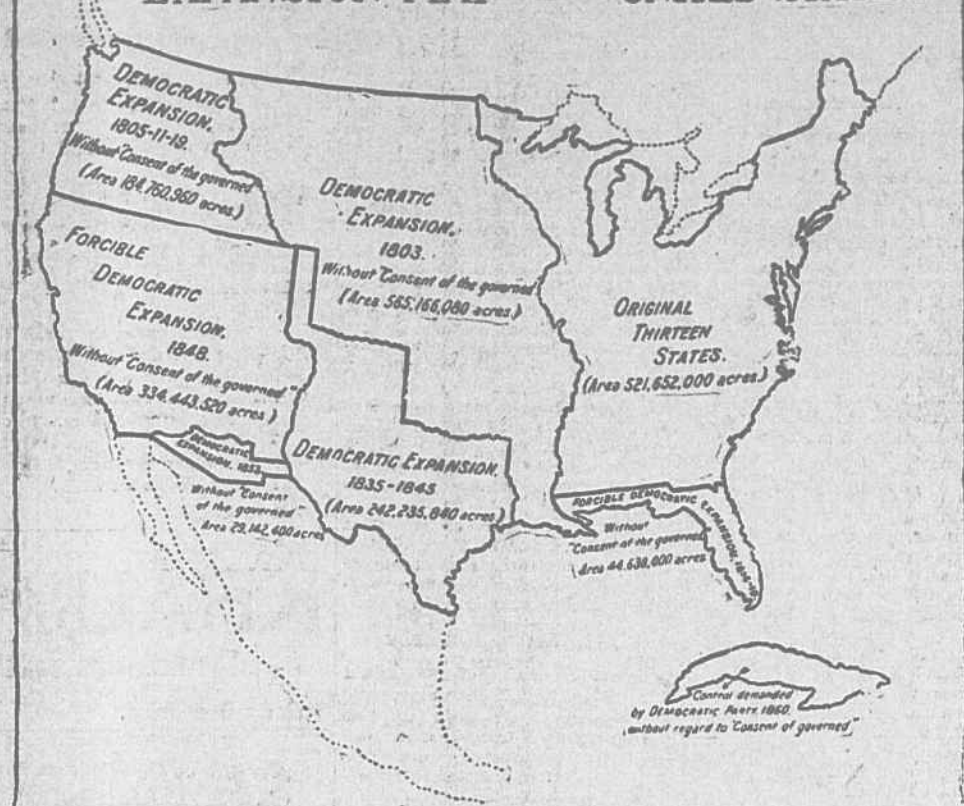 DEMOCRATIC
EXPANSION.
1805-11-19.
Without "Consent of the governed
(Area 184,760,960 acres.)
DEMOCRATIC
EXPANSION.
1803.
Without "Consent of the governed
(Area 565,166,080 acres.)
FORCIBLE
DEMOCRATIC
EXPANSION.
1848.
Without "Consent of the governed"
(Area 334,443,520 acres.)
ORIGINAL
THIRTEEN
STATES.
(Area 521,652,000 acres.)
DEMOCRATIC
EXPANSION, 1853.
Without "Consent
of the governed"
Area 29,142,400 acres
DEMOCRATIC EXPANSION.
1835-1845
(Area 242,235,840 acres)
FORCIBLE DEMOCRATIC
EXPANSION
Without
"Consent of the governed
(Area 44,638,000 acres
Control demanded
by DEMOCRATIC PARTY, 1860,
without regard to "Consent of governed"